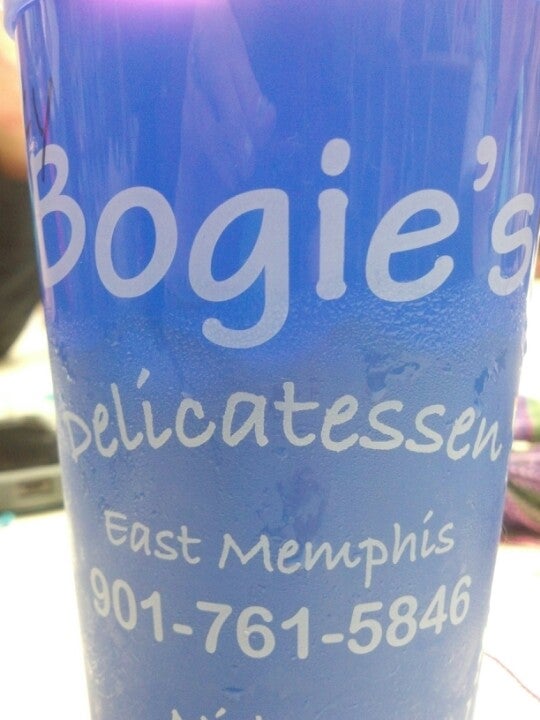 Bogie's
Delicatessen
East Memphis
901-761-5846